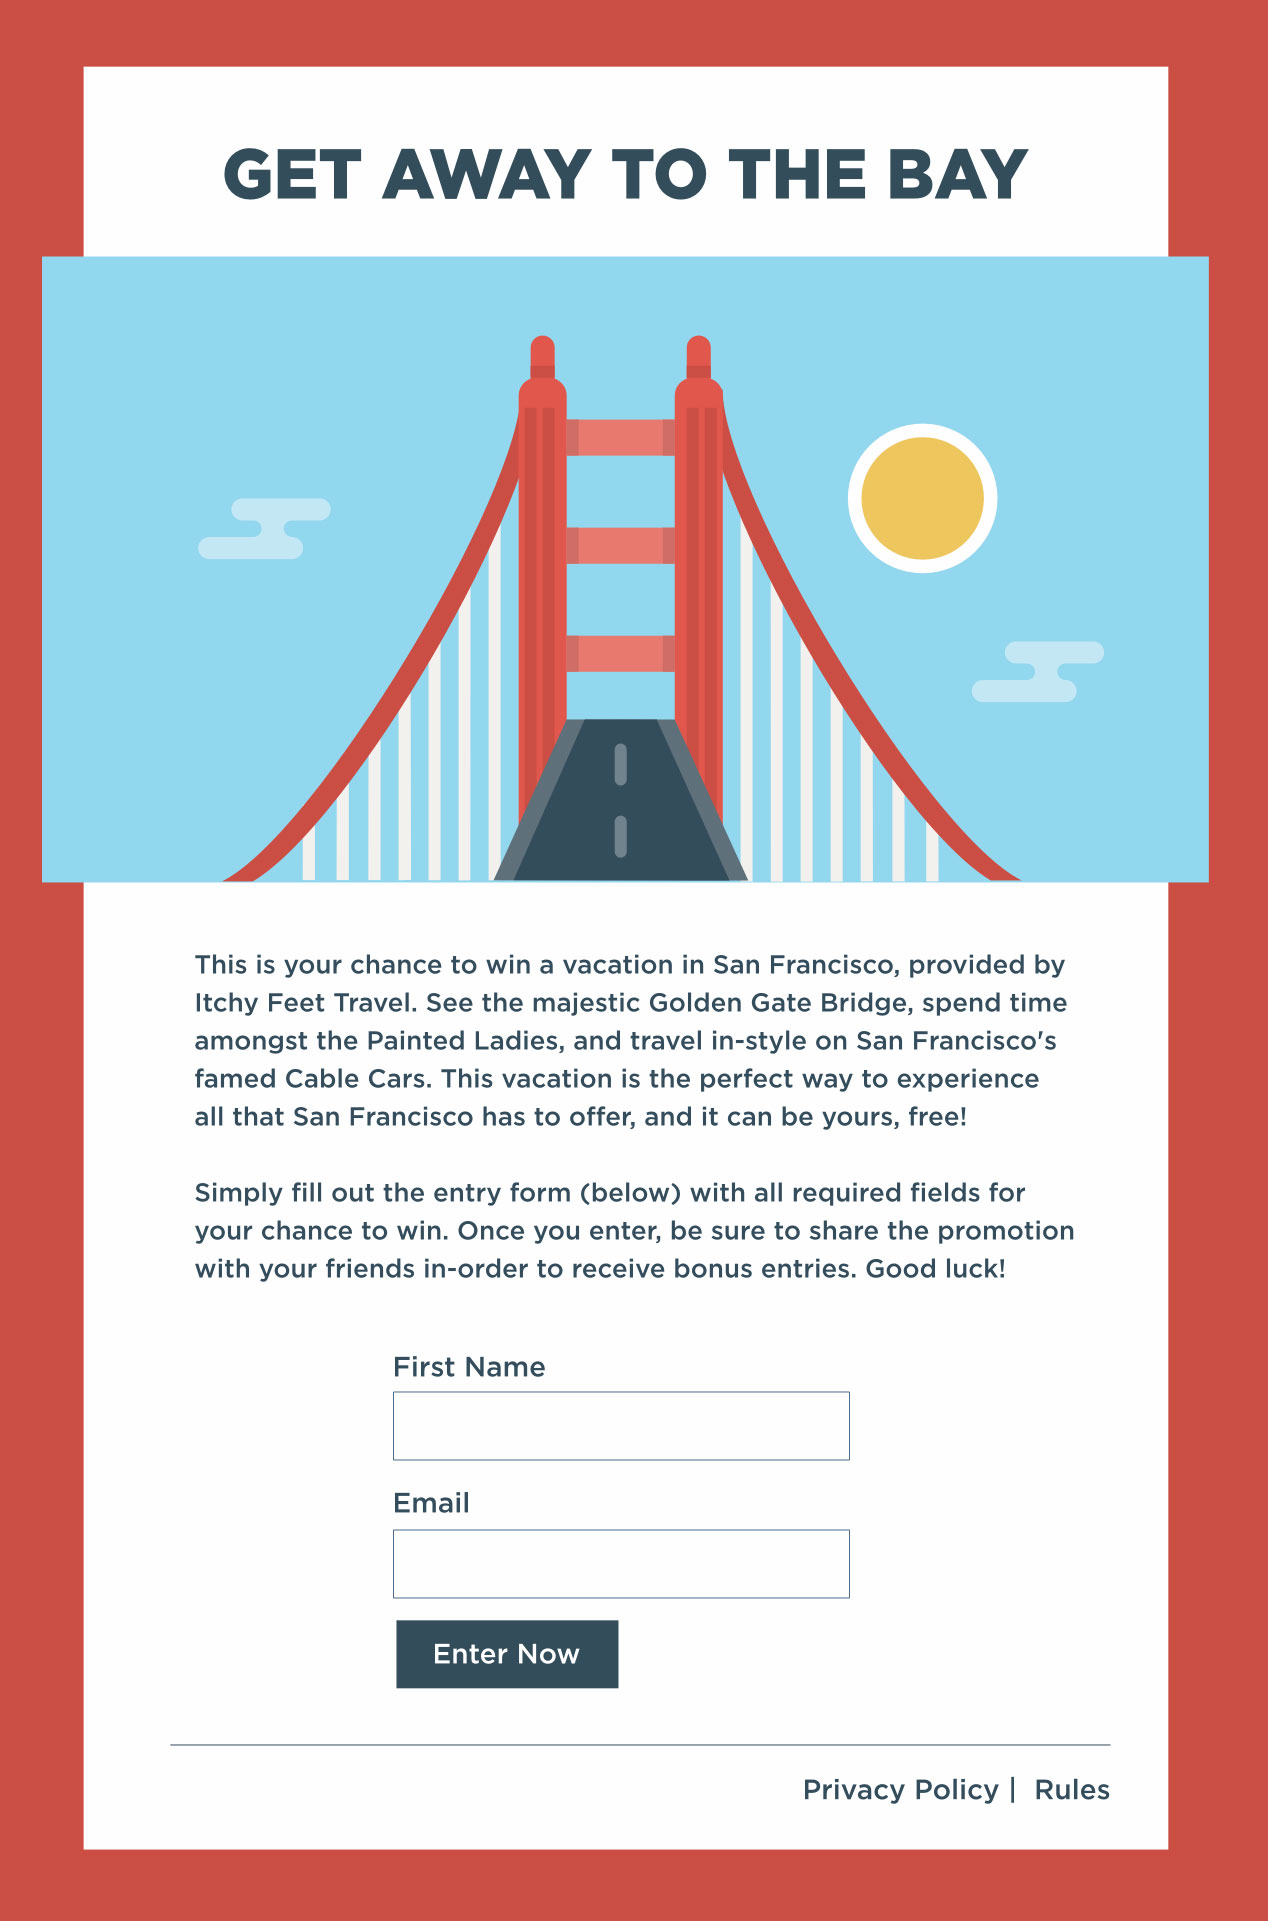 GET AWAY TO THE BAY
This is your chance to win a vacation in San Francisco, provided by
Itchy Feet Travel. See the majestic Golden Gate Bridge, spend time
amongst the Painted Ladies, and travel in-style on San Francisco's
famed Cable Cars. This vacation is the perfect way to experience
all that San Francisco has to offer, and it can be yours, free!
Simply fill out the entry form (below) with all required fields for
your chance to win. Once you enter, be sure to share the promotion
with your friends in-order to receive bonus entries. Good luck!
First Name
Email
Enter Now
Privacy Policy | Rules